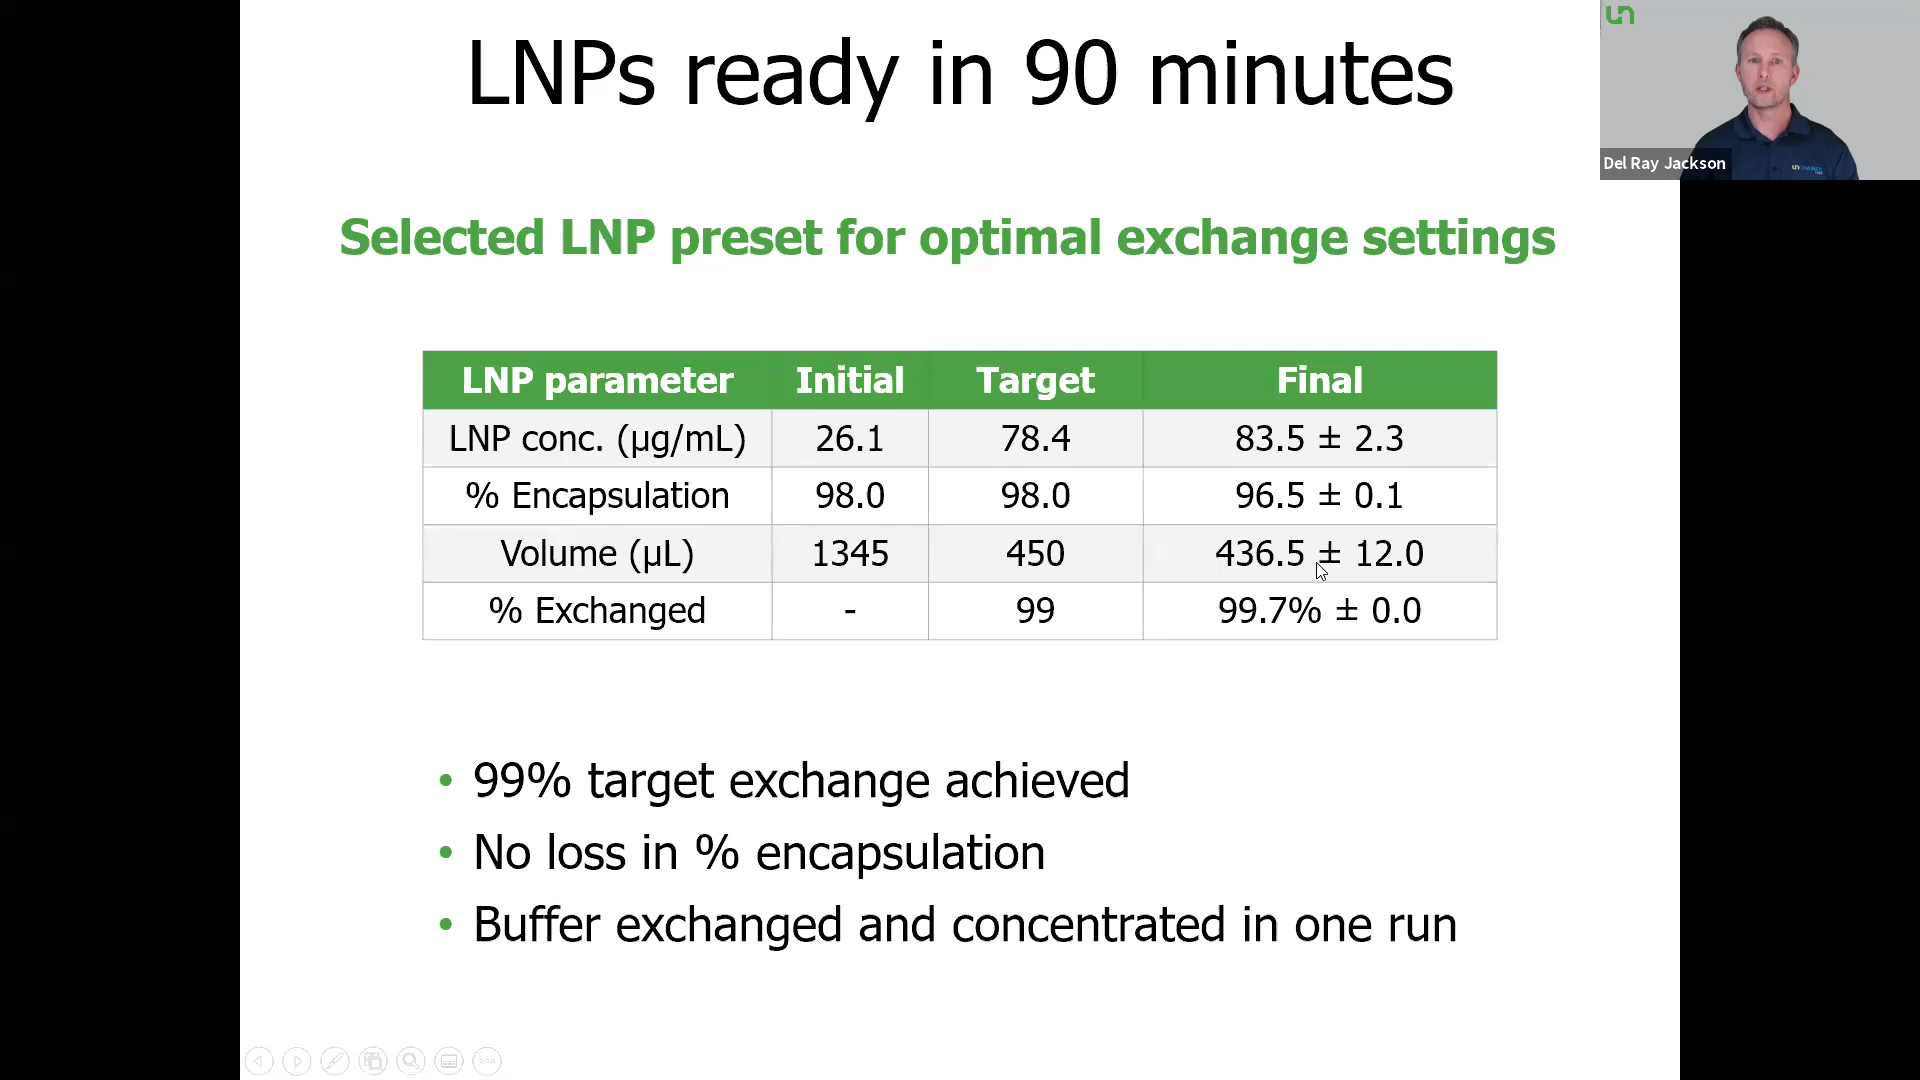 LNPs ready in 90 minutes
Del Ray Jackson
Selected LNP preset for optimal exchange settings
LNP parameter Initial Target Final
LNP conc. (µg/mL) 26.1 78.4 83.5 ± 2.3
% Encapsulation 98.0 98.0 96.5 ± 0.1
Volume (µL) 1345 450 436.5 ± 12.0
% Exchanged - 99 99.7% ± 0.0
• 99% target exchange achieved
• No loss in % encapsulation
• Buffer exchanged and concentrated in one run